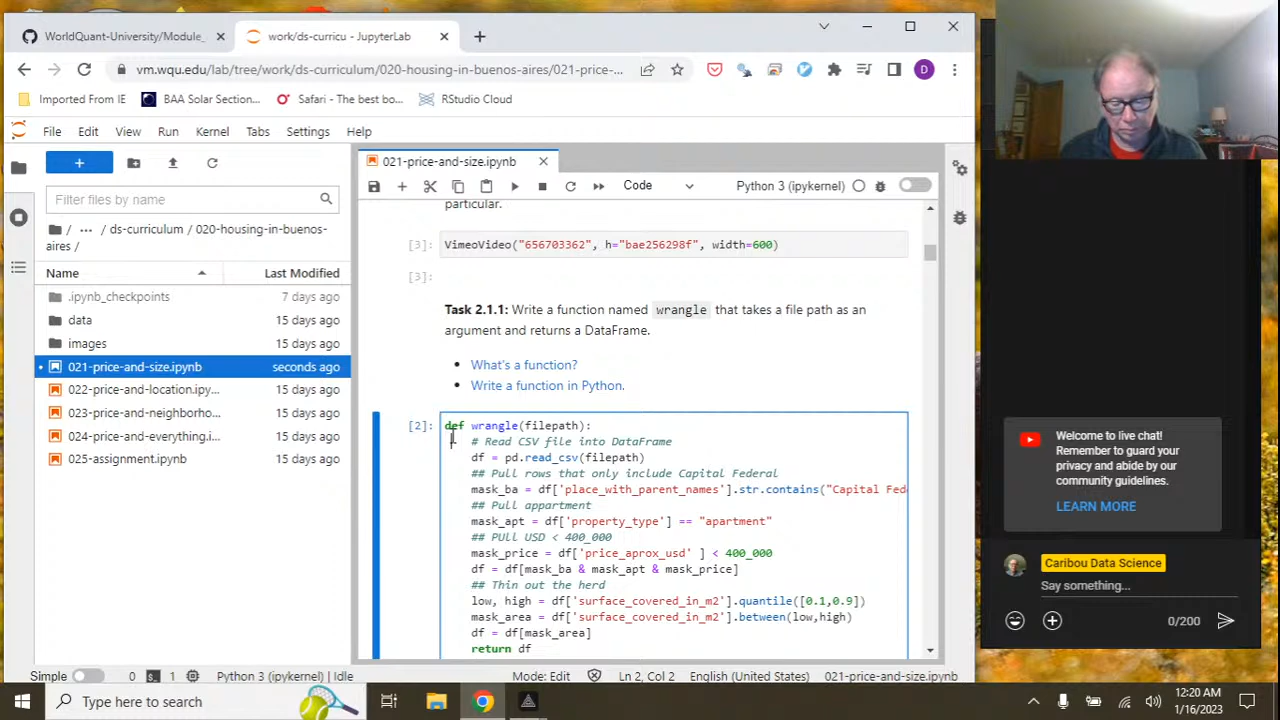 WorldQuant-University/Module_
work/ds-curricu - JupyterLab
vm.wqu.edu/lab/tree/work/ds-curriculum/020-housing-in-buenos-aires/021-price-...
D
Imported From IE
BAA Solar Section...
Safari - The best bo...
RStudio Cloud
File Edit View Run Kernel Tabs Settings Help
021-price-and-size.ipynb
Code
Python 3 (ipykernel)
Filter files by name
/ ... / ds-curriculum / 020-housing-in-buenos-
aires /
Name Last Modified
.ipynb_checkpoints 7 days ago
data 15 days ago
images 15 days ago
021-price-and-size.ipynb seconds ago
022-price-and-location.ipy... 15 days ago
023-price-and-neighborho... 15 days ago
024-price-and-everything.i... 15 days ago
025-assignment.ipynb 15 days ago
particular.
[3]: VimeoVideo("656703362", h="bae256298f", width=600)
[3]:
Task 2.1.1: Write a function named wrangle that takes a file path as an
argument and returns a DataFrame.
• What's a function?
• Write a function in Python.
[2]: def wrangle(filepath):
# Read CSV file into DataFrame
df = pd.read_csv(filepath)
## Pull rows that only include Capital Federal
mask_ba = df['place_with_parent_names'].str.contains("Capital Fed
## Pull appartment
mask_apt = df['property_type'] == "apartment"
## PUll USD < 400_000
mask_price = df['price_aprox_usd' ] < 400_000
df = df[mask_ba & mask_apt & mask_price]
## Thin out the herd
low, high = df['surface_covered_in_m2'].quantile([0.1,0.9])
mask_area = df['surface_covered_in_m2'].between(low,high)
df = df[mask_area]
return df
Simple 0 1 Python 3 (ipykernel) | Idle Mode: Edit Ln 2, Col 2 English (United States) 021-price-and-size.ipynb
Welcome to live chat!
Remember to guard your
privacy and abide by our
community guidelines.
LEARN MORE
Caribou Data Science
Say something...
0/200
Type here to search
12:20 AM
1/16/2023